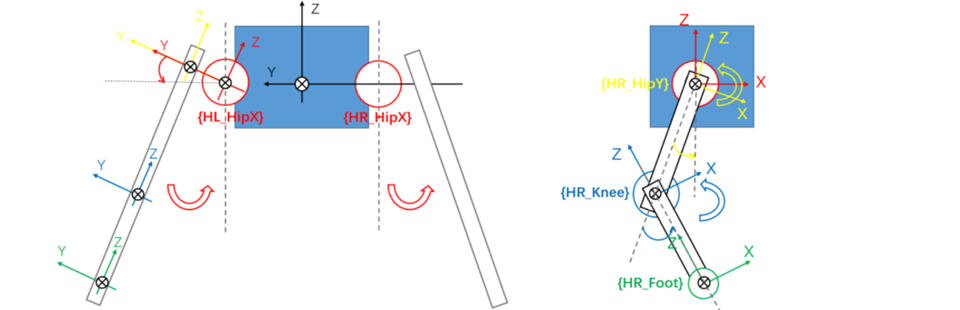 Z
Z
Y
Y
Z
Y
{HL_HipX}
{HR_HipX}
Y
Z
Y
Z
Z
Z
{HR_HipY}
X
X
Z
X
{HR_Knee}
Z
X
{HR_Foot}